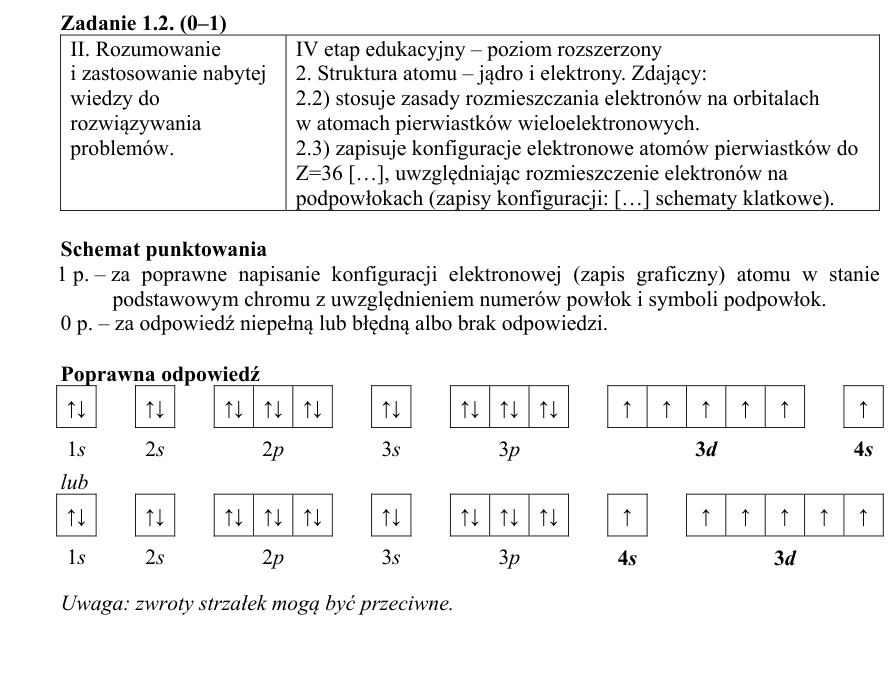 Zadanie 1.2. (0–1)
II. Rozumowanie
i zastosowanie nabytej
wiedzy do
rozwiązywania
problemów.
IV etap edukacyjny – poziom rozszerzony
2. Struktura atomu – jądro i elektrony. Zdający:
2.2) stosuje zasady rozmieszczania elektronów na orbitalach
w atomach pierwiastków wieloelektronowych.
2.3) zapisuje konfiguracje elektronowe atomów pierwiastków do
Z=36 […], uwzględniając rozmieszczenie elektronów na
podpowłokach (zapisy konfiguracji: […] schematy klatkowe).
Schemat punktowania
1 p. – za poprawne napisanie konfiguracji elektronowej (zapis graficzny) atomu w stanie
podstawowym chromu z uwzględnieniem numerów powłok i symboli podpowłok.
0 p. – za odpowiedź niepełną lub błędną albo brak odpowiedzi.
Poprawna odpowiedź
↑↓ ↑↓ ↑↓ ↑↓ ↑↓ ↑↓ ↑↓ ↑↓ ↑↓ ↑ ↑ ↑ ↑ ↑ ↑
1s 2s 2p 3s 3p 3d 4s
lub
↑↓ ↑↓ ↑↓ ↑↓ ↑↓ ↑↓ ↑↓ ↑↓ ↑↓ ↑ ↑ ↑ ↑ ↑ ↑
1s 2s 2p 3s 3p 4s 3d
Uwaga: zwroty strzałek mogą być przeciwne.